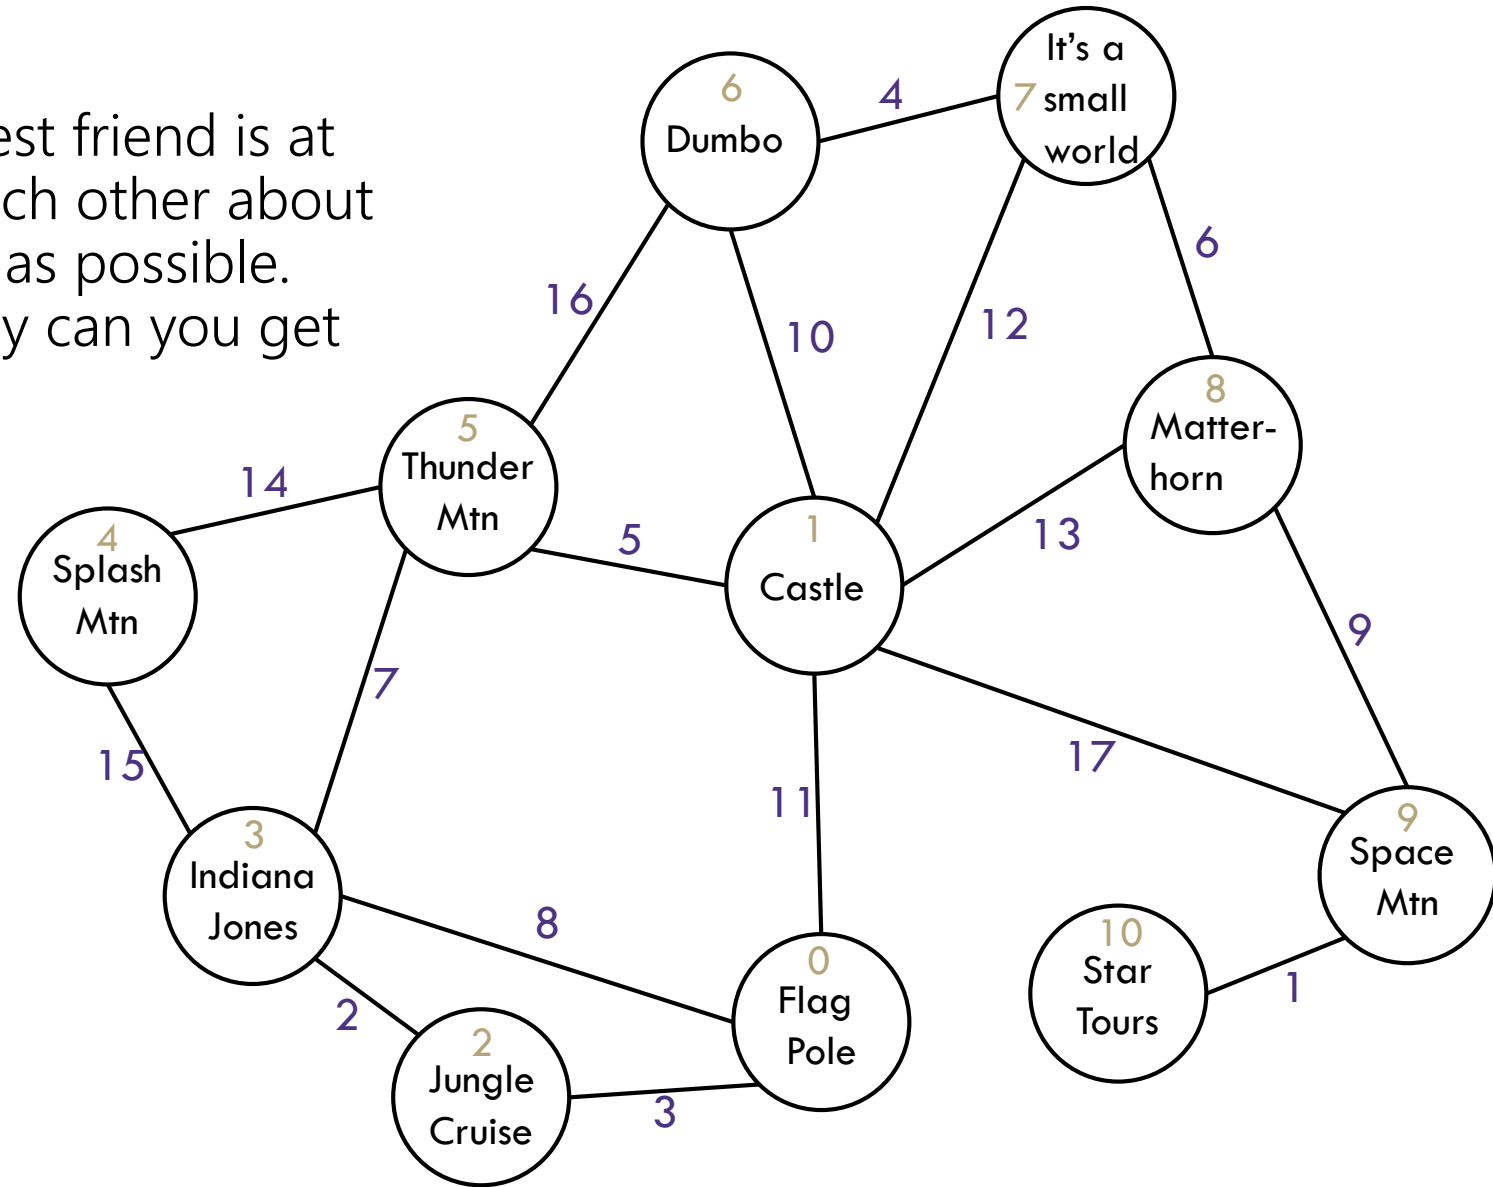 est friend is at
ch other about
as possible.
y can you get
6
Dumbo
4
It's a
7 small
world
6
16
10
12
8
Matter-
horn
5
Thunder
Mtn
14
4
Splash
Mtn
5
1
Castle
13
9
7
15
17
11
3
Indiana
Jones
8
9
Space
Mtn
0
Flag
Pole
10
Star
Tours
1
2
2
Jungle
Cruise
3